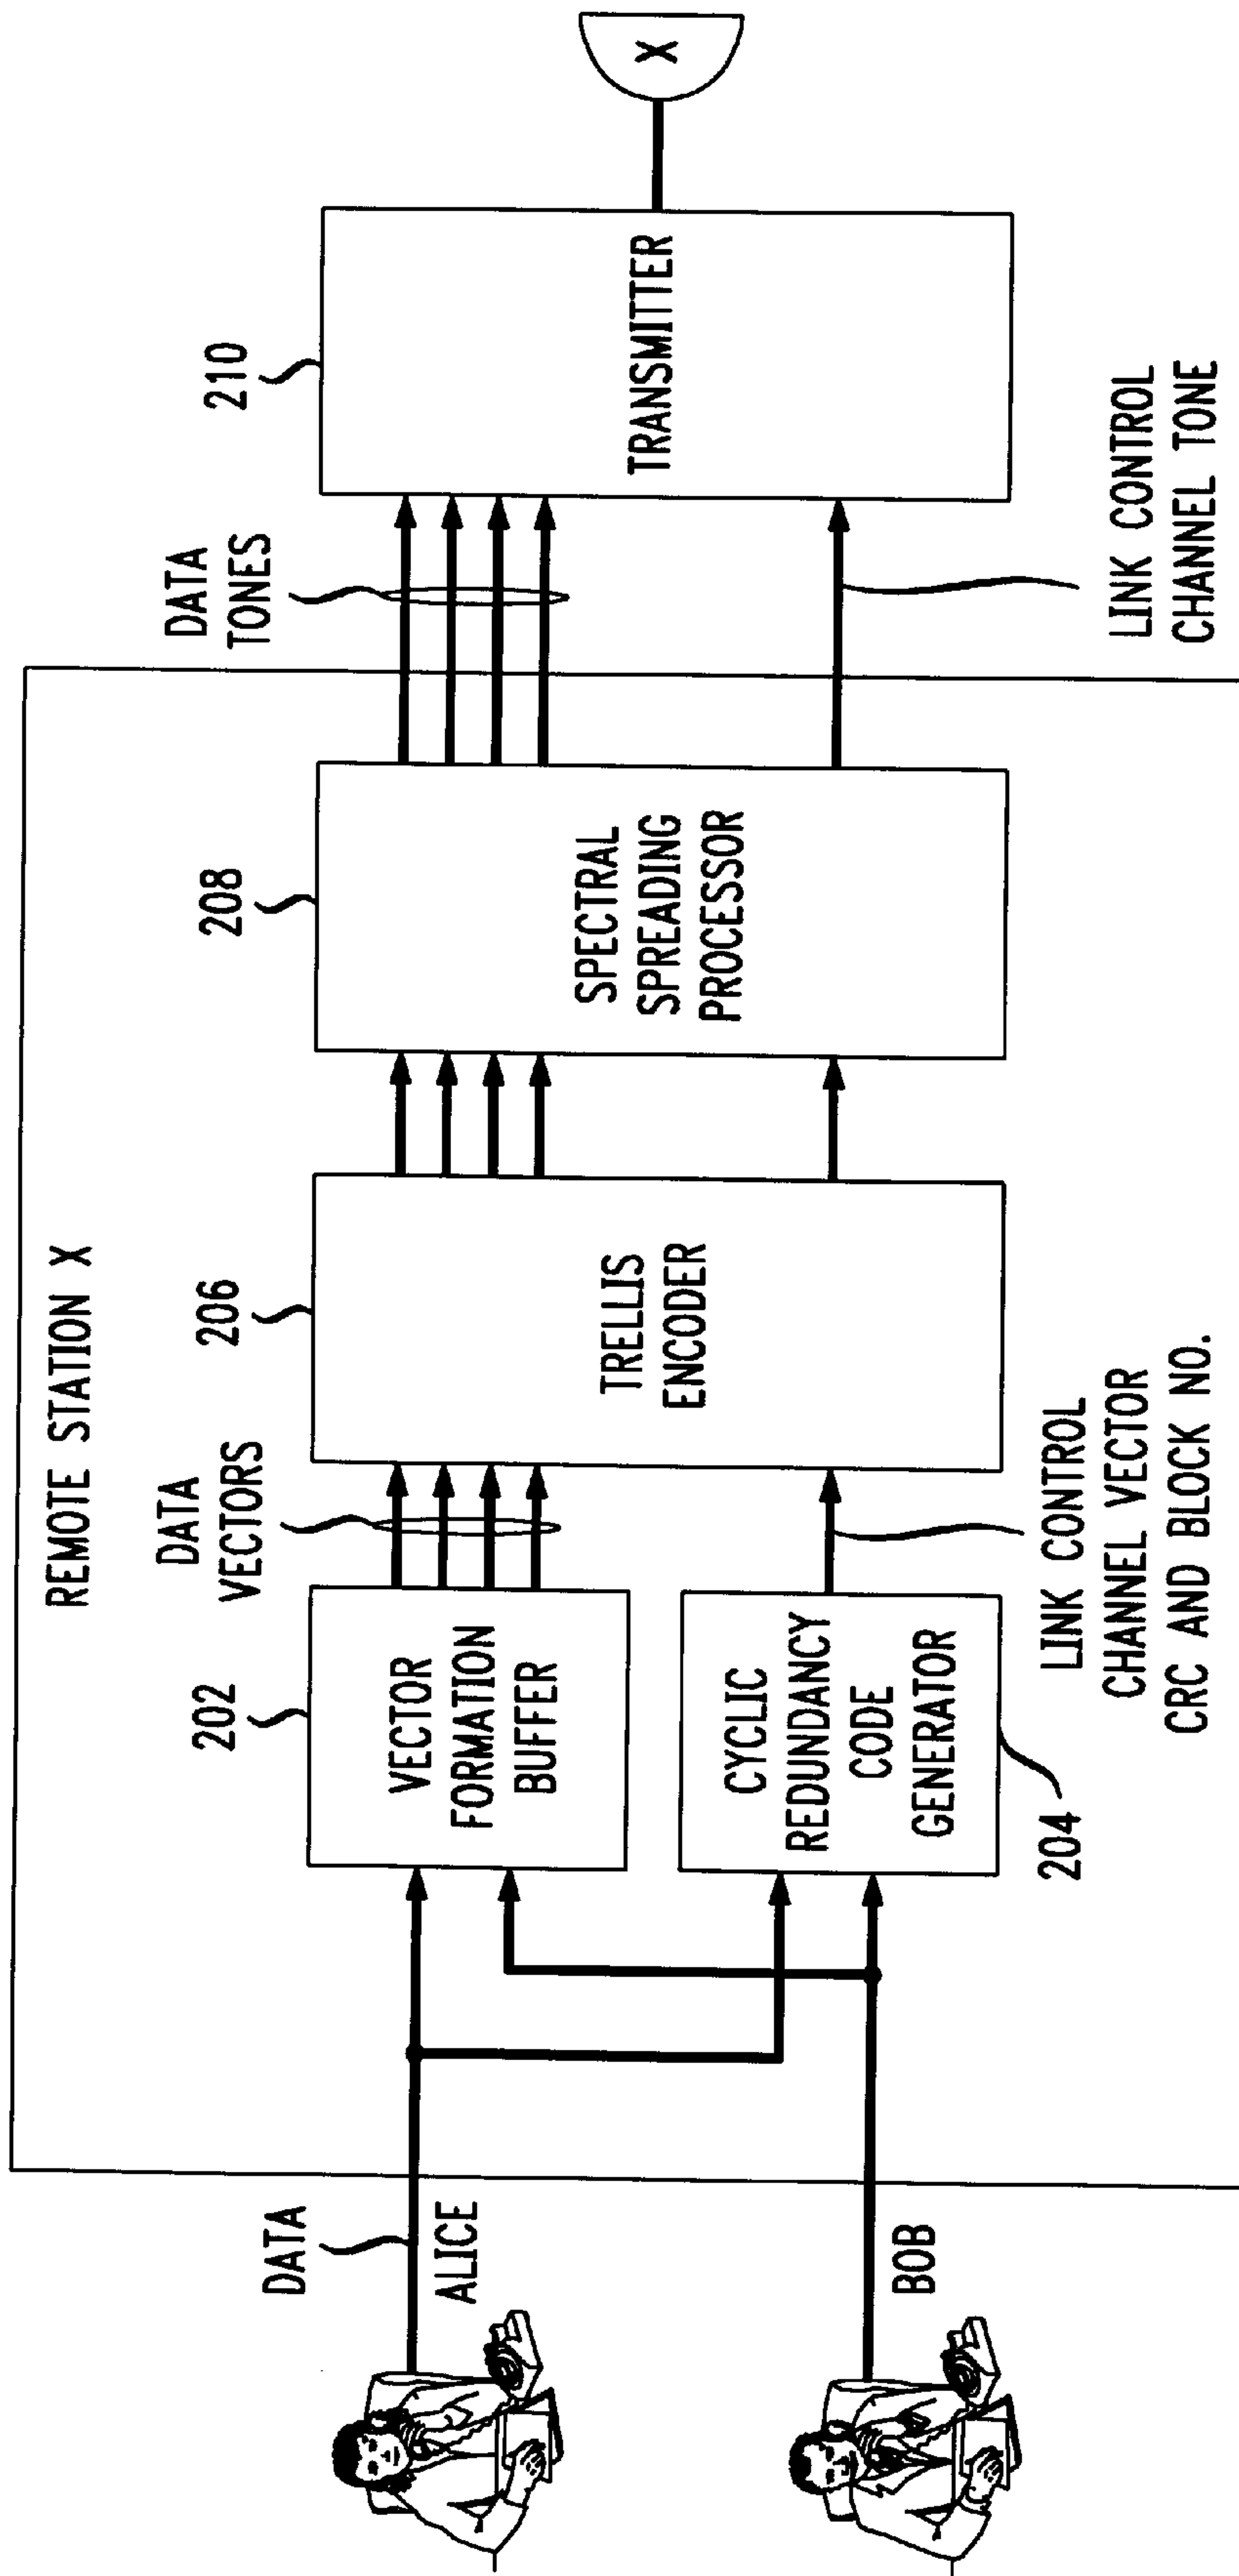 REMOTE STATION X
DATA
ALICE
BOB
202
VECTOR
FORMATION
BUFFER
CYCLIC
REDUNDANCY
CODE
GENERATOR
204
DATA
VECTORS
LINK CONTROL
CHANNEL VECTOR
CRC AND BLOCK NO.
206
TRELLIS
ENCODER
208
SPECTRAL
SPREADING
PROCESSOR
DATA
TONES
LINK CONTROL
CHANNEL TONE
210
TRANSMITTER
X